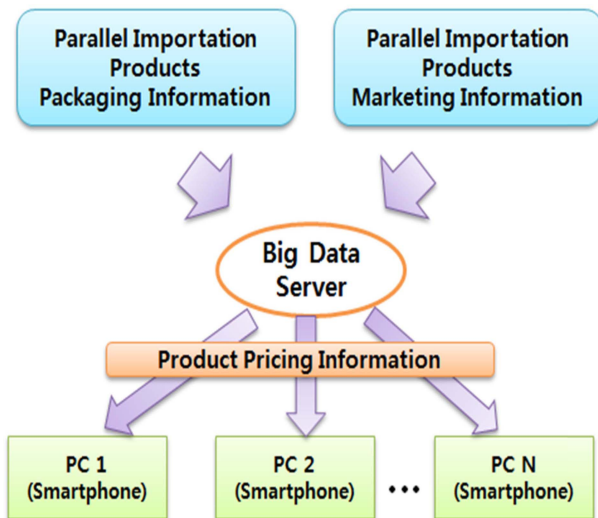 Parallel Importation
Products
Packaging Information
Parallel Importation
Products
Marketing Information
Big Data
Server
Product Pricing Information
PC 1
(Smartphone)
PC 2
(Smartphone)
•••
PC N
(Smartphone)